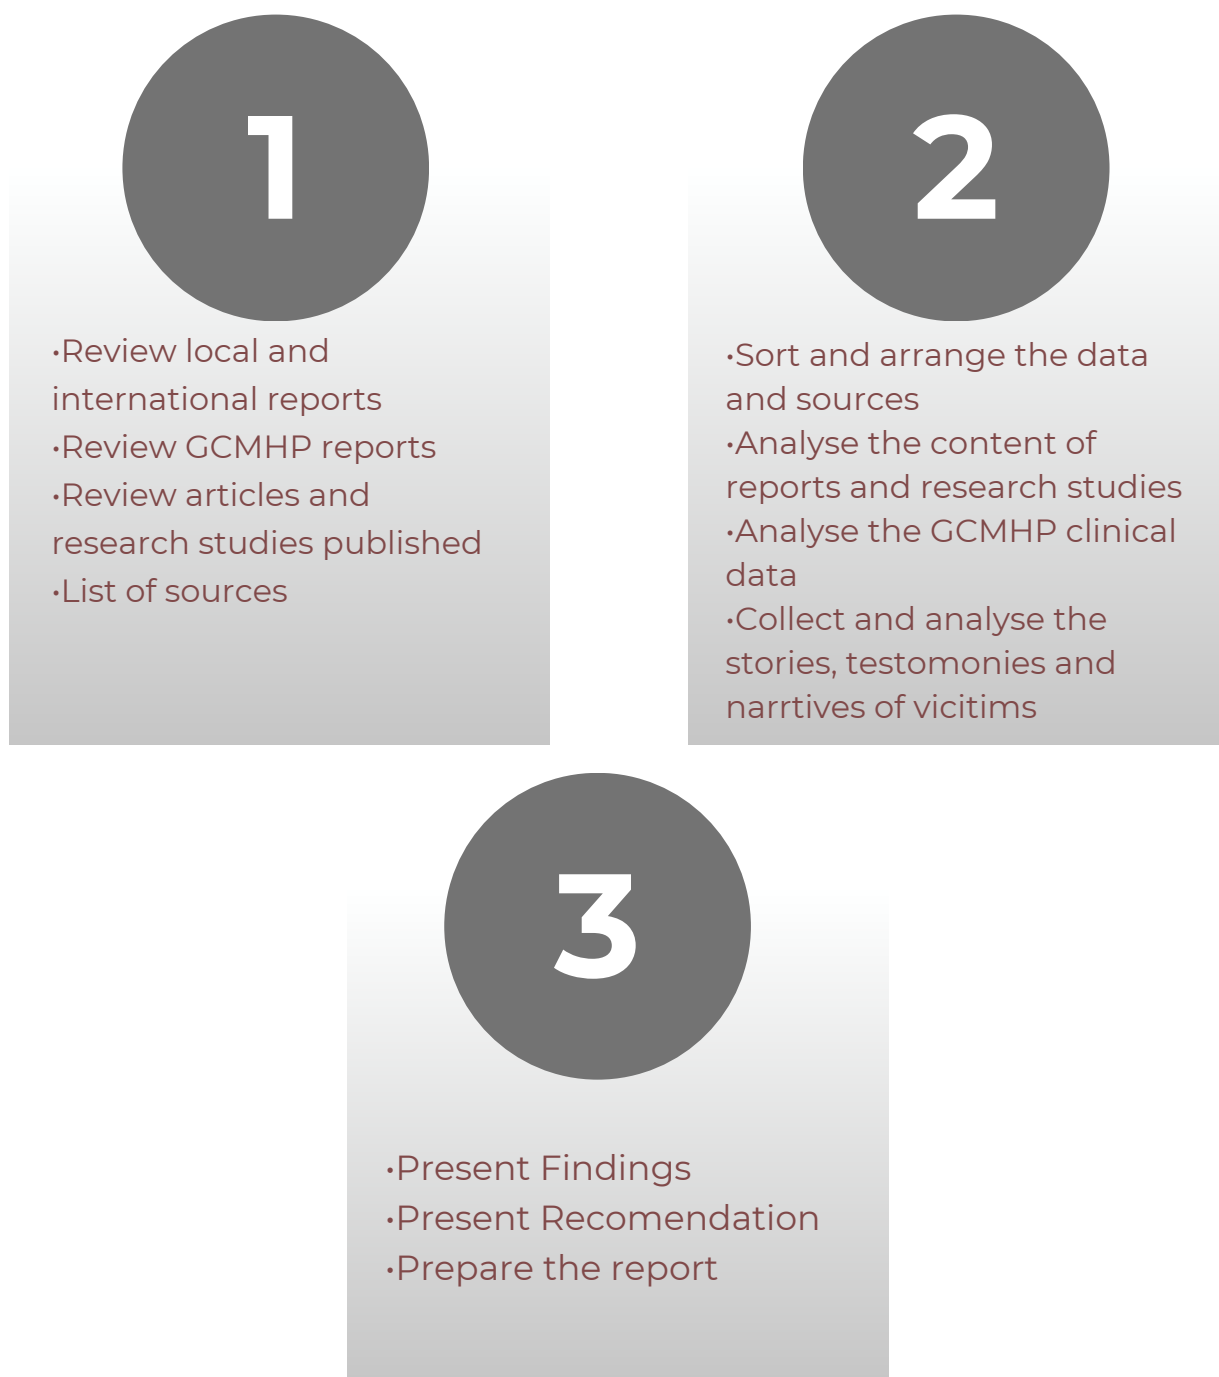 1
•Review local and
international reports
•Review GCMHP reports
•Review articles and
research studies published
•List of sources
2
•Sort and arrange the data
and sources
•Analyse the content of
reports and research studies
•Analyse the GCMHP clinical
data
•Collect and analyse the
stories, testomonies and
narrtives of vicitims
3
•Present Findings
•Present Recomendation
•Prepare the report